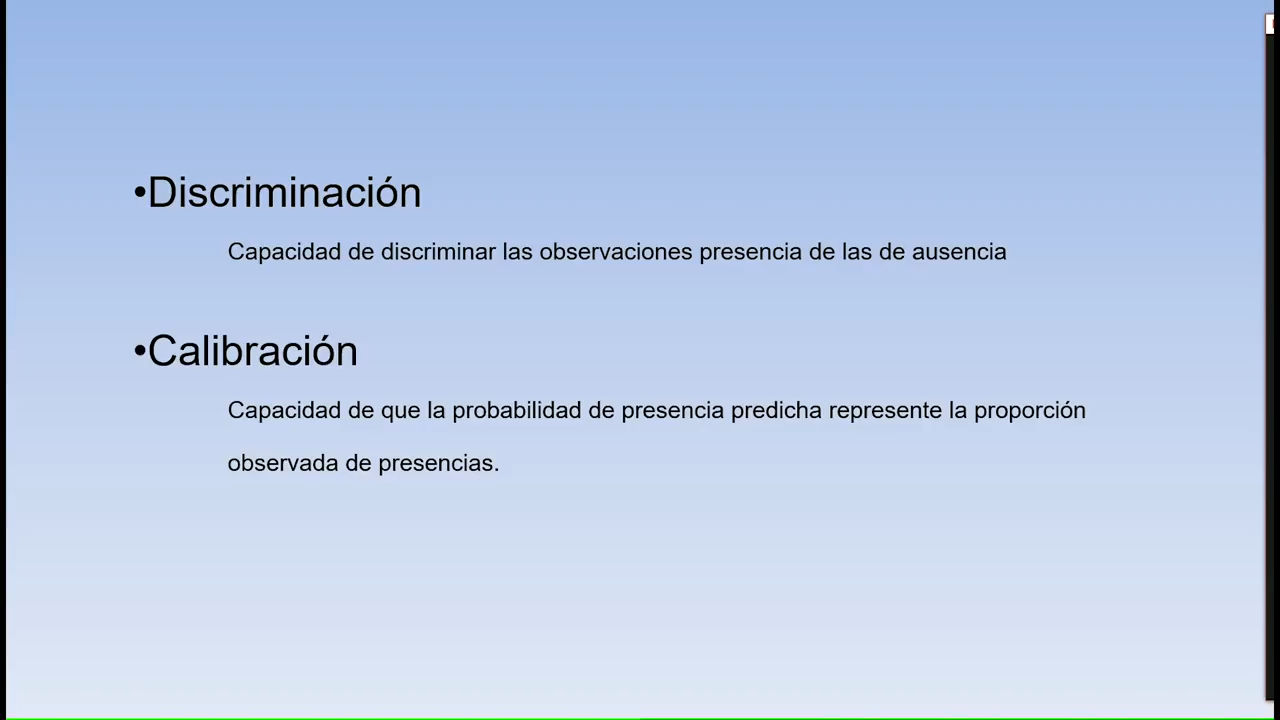 •Discriminación
Capacidad de discriminar las observaciones presencia de las de ausencia
•Calibración
Capacidad de que la probabilidad de presencia predicha represente la proporción
observada de presencias.